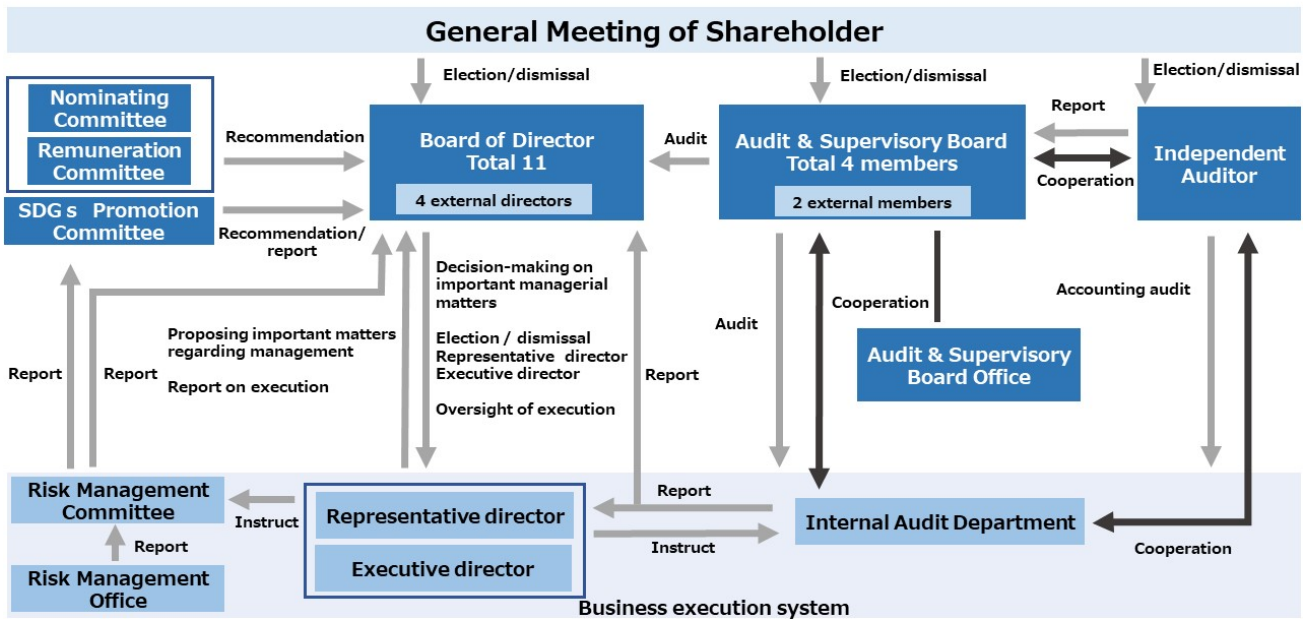 General Meeting of Shareholder
Election/dismissal
Election/dismissal
Election/dismissal
Nominating
Committee
Remuneration
Committee
Recommendation
Board of Director
Total 11
4 external directors
Audit
Audit & Supervisory Board
Total 4 members
2 external members
Report
Cooperation
Independent
Auditor
SDGs Promotion
Committee
Recommendation/
report
Decision-making on
important managerial
matters
Election / dismissal
Representative director
Executive director
Oversight of execution
Proposing important matters
regarding management
Report on execution
Report
Report
Report
Audit
Cooperation
Audit & Supervisory
Board Office
Accounting audit
Risk Management
Committee
Instruct
Representative director
Executive director
Report
Instruct
Internal Audit Department
Cooperation
Report
Risk Management
Office
Business execution system